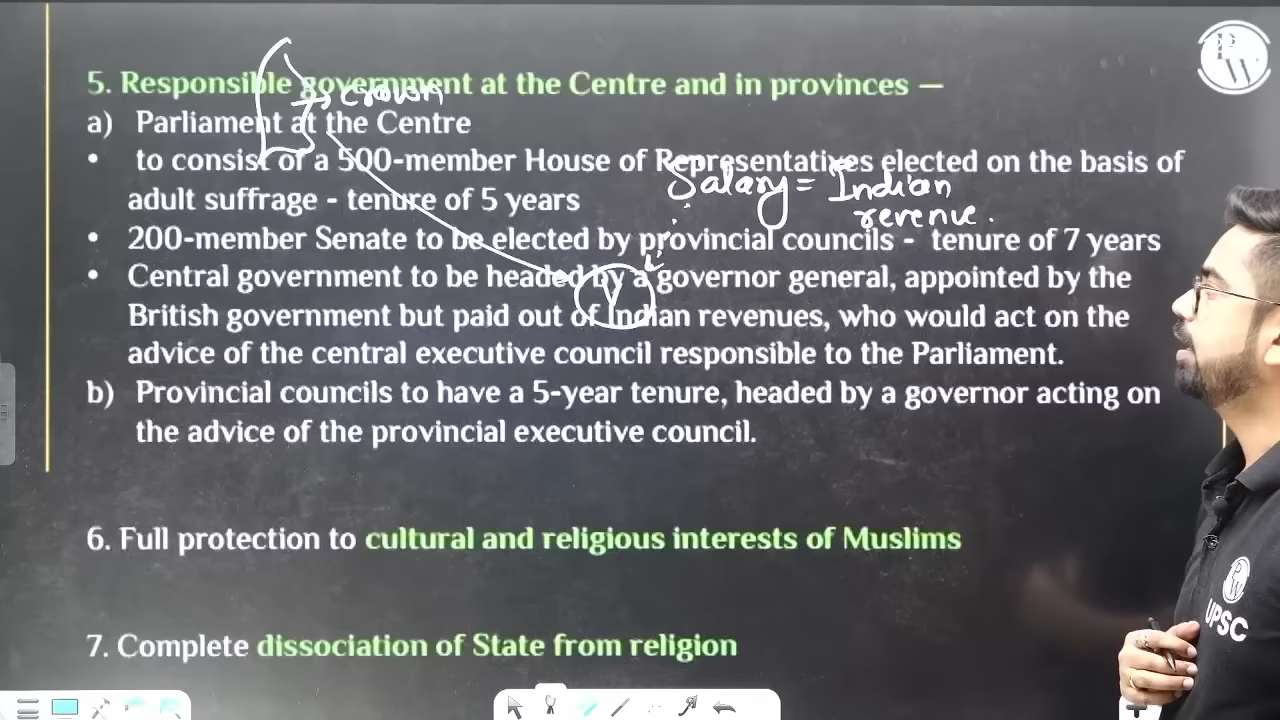 5. Responsible government at the Centre and in provinces —
→ crown
a) Parliament at the Centre
• to consist of a 500-member House of Representatives elected on the basis of
adult suffrage - tenure of 5 years
Salary = Indian
revenue.
• 200-member Senate to be elected by provincial councils - tenure of 7 years
• Central government to be headed by a governor general, appointed by the
British government but paid out of Indian revenues, who would act on the
advice of the central executive council responsible to the Parliament.
b) Provincial councils to have a 5-year tenure, headed by a governor acting on
the advice of the provincial executive council.
6. Full protection to cultural and religious interests of Muslims
7. Complete dissociation of State from religion
PW
PW
UPSC